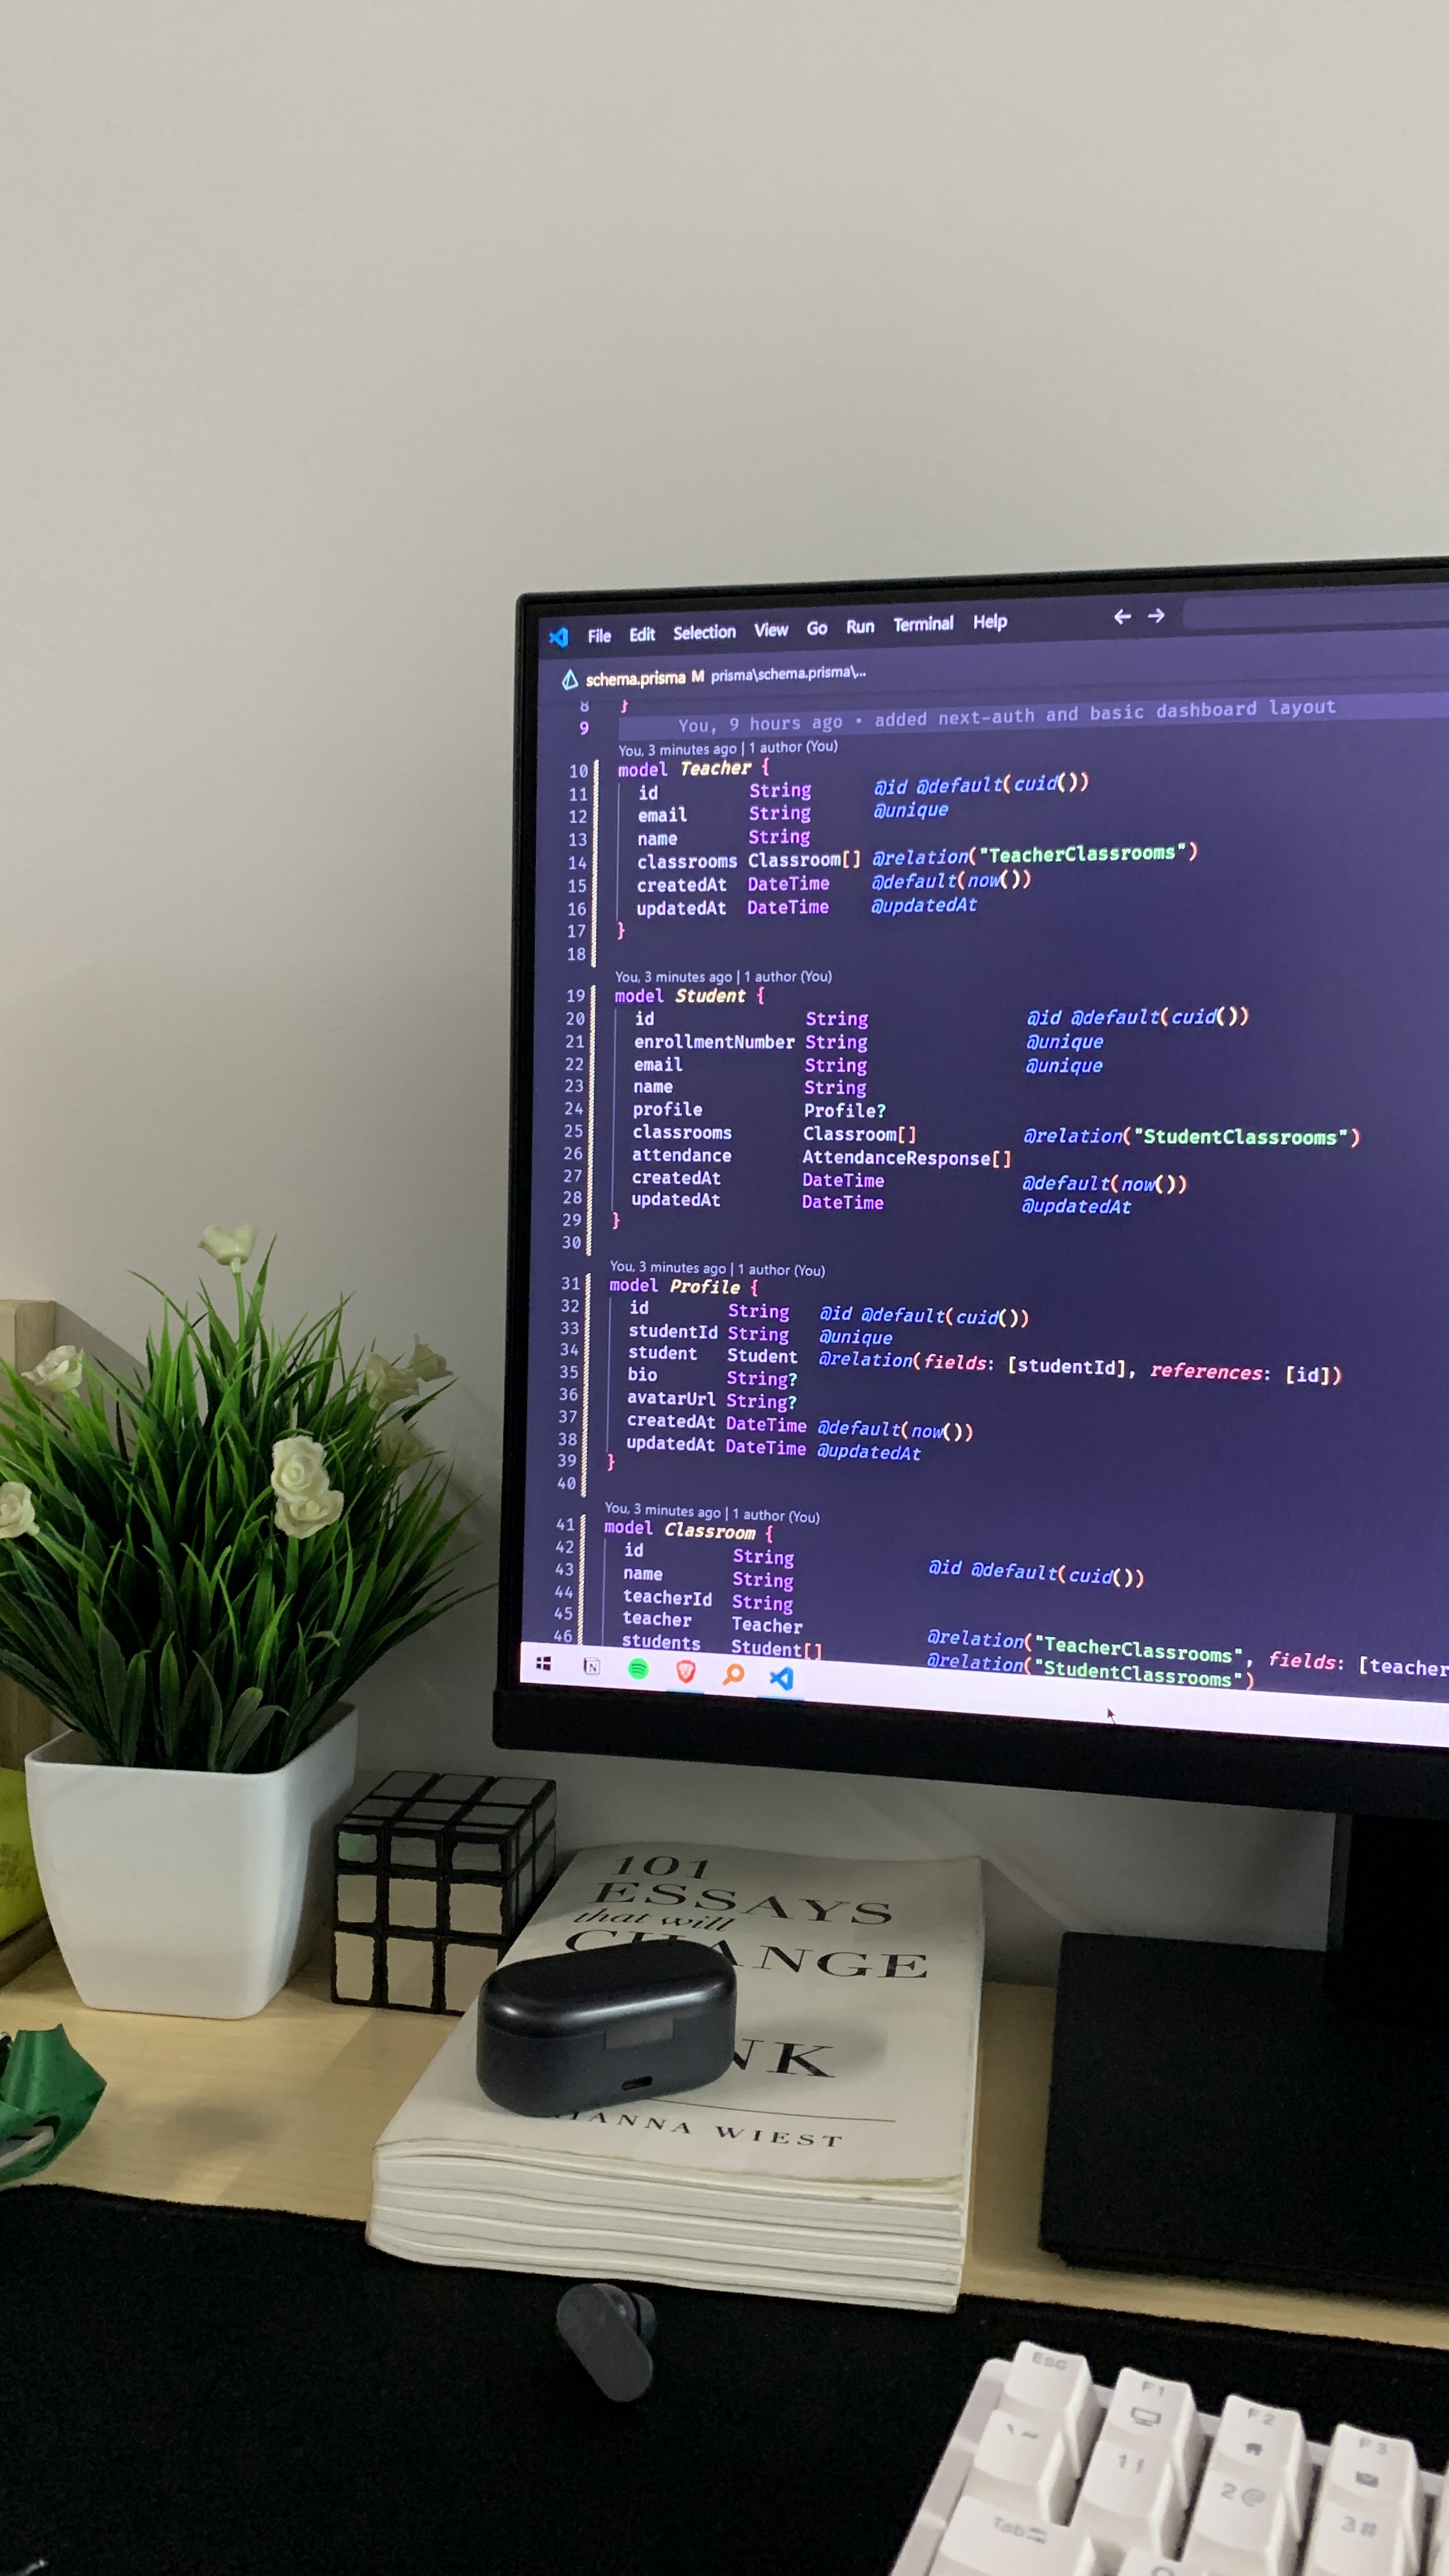 File Edit Selection View Go Run Terminal Help
schema.prisma M prisma\schema.prisma\...
8 }
9 You, 9 hours ago • added next-auth and basic dashboard layout
You, 3 minutes ago | 1 author (You)
10 model Teacher {
11 id String @id @default(cuid())
12 email String @unique
13 name String
14 classrooms Classroom[] @relation("TeacherClassrooms")
15 createdAt DateTime @default(now())
16 updatedAt DateTime @updatedAt
17 }
18
You, 3 minutes ago | 1 author (You)
19 model Student {
20 id String @id @default(cuid())
21 enrollmentNumber String @unique
22 email String @unique
23 name String
24 profile Profile?
25 classrooms Classroom[] @relation("StudentClassrooms")
26 attendance AttendanceResponse[]
27 createdAt DateTime @default(now())
28 updatedAt DateTime @updatedAt
29 }
30
You, 3 minutes ago | 1 author (You)
31 model Profile {
32 id String @id @default(cuid())
33 studentId String @unique
34 student Student @relation(fields: [studentId], references: [id])
35 bio String?
36 avatarUrl String?
37 createdAt DateTime @default(now())
38 updatedAt DateTime @updatedAt
39 }
40
You, 3 minutes ago | 1 author (You)
41 model Classroom {
42 id String @id @default(cuid())
43 name String
44 teacherId String
45 teacher Teacher @relation("TeacherClassrooms", fields: [teacher
46 students Student[] @relation("StudentClassrooms")
101
ESSAYS
that will
CHANGE
NK
IANNA WIEST
Esc F1 F2 F3
\ ~ 1 ! 2 @ 3 #
Tab